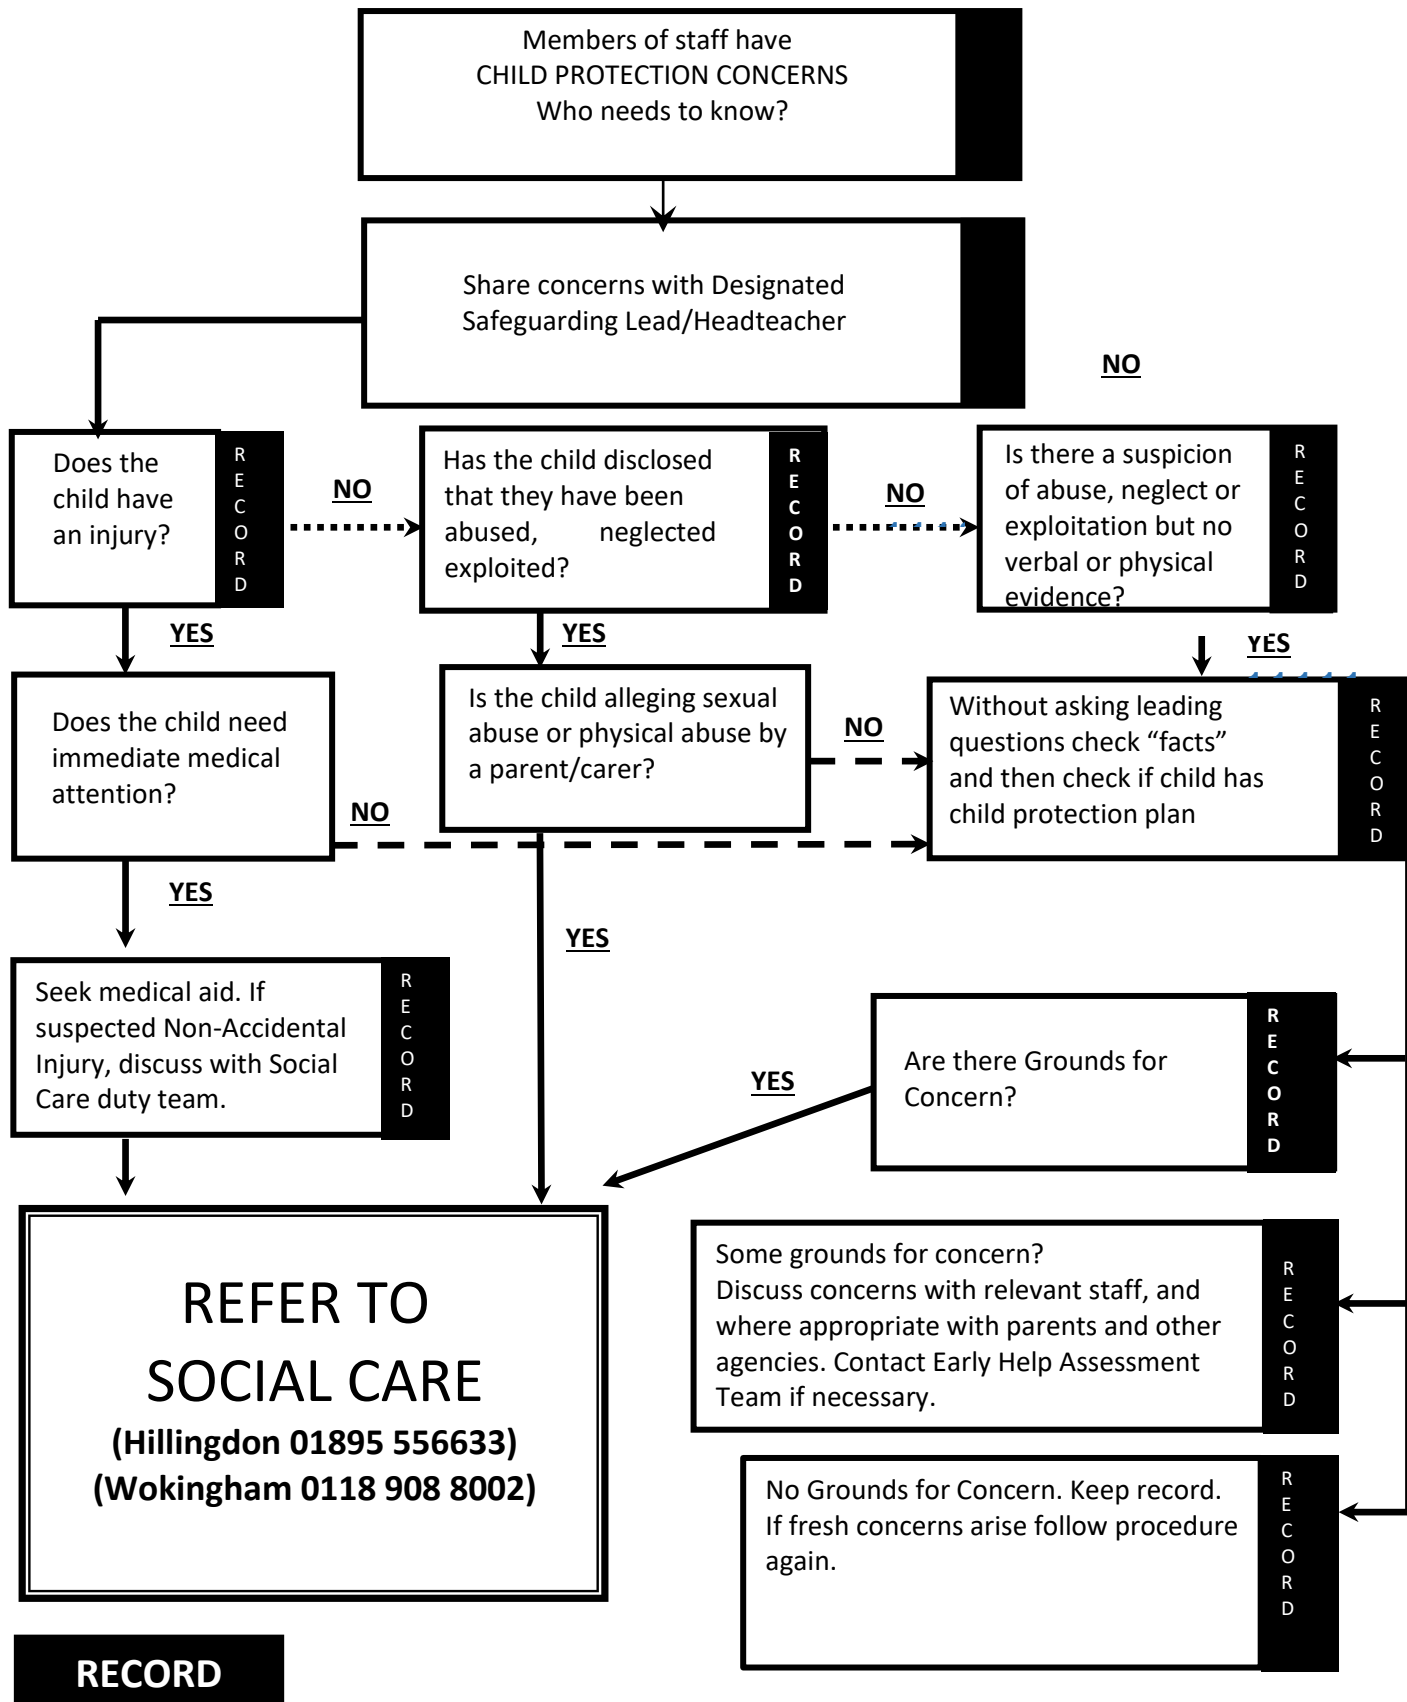 Members of staff have
CHILD PROTECTION CONCERNS
Who needs to know?
Share concerns with Designated
Safeguarding Lead/Headteacher
NO
Does the
child have
an injury?
RECORD
NO
Has the child disclosed
that they have been
abused, neglected
exploited?
RECORD
NO
Is there a suspicion
of abuse, neglect or
exploitation but no
verbal or physical
evidence?
RECORD
YES
YES
YES
Does the child need
immediate medical
attention?
NO
Is the child alleging sexual
abuse or physical abuse by
a parent/carer?
NO
Without asking leading
questions check “facts”
and then check if child has
child protection plan
RECORD
YES
YES
Seek medical aid. If
suspected Non-Accidental
Injury, discuss with Social
Care duty team.
RECORD
Are there Grounds for
Concern?
RECORD
YES
REFER TO
SOCIAL CARE
(Hillingdon 01895 556633)
(Wokingham 0118 908 8002)
Some grounds for concern?
Discuss concerns with relevant staff, and
where appropriate with parents and other
agencies. Contact Early Help Assessment
Team if necessary.
RECORD
No Grounds for Concern. Keep record.
If fresh concerns arise follow procedure
again.
RECORD
RECORD